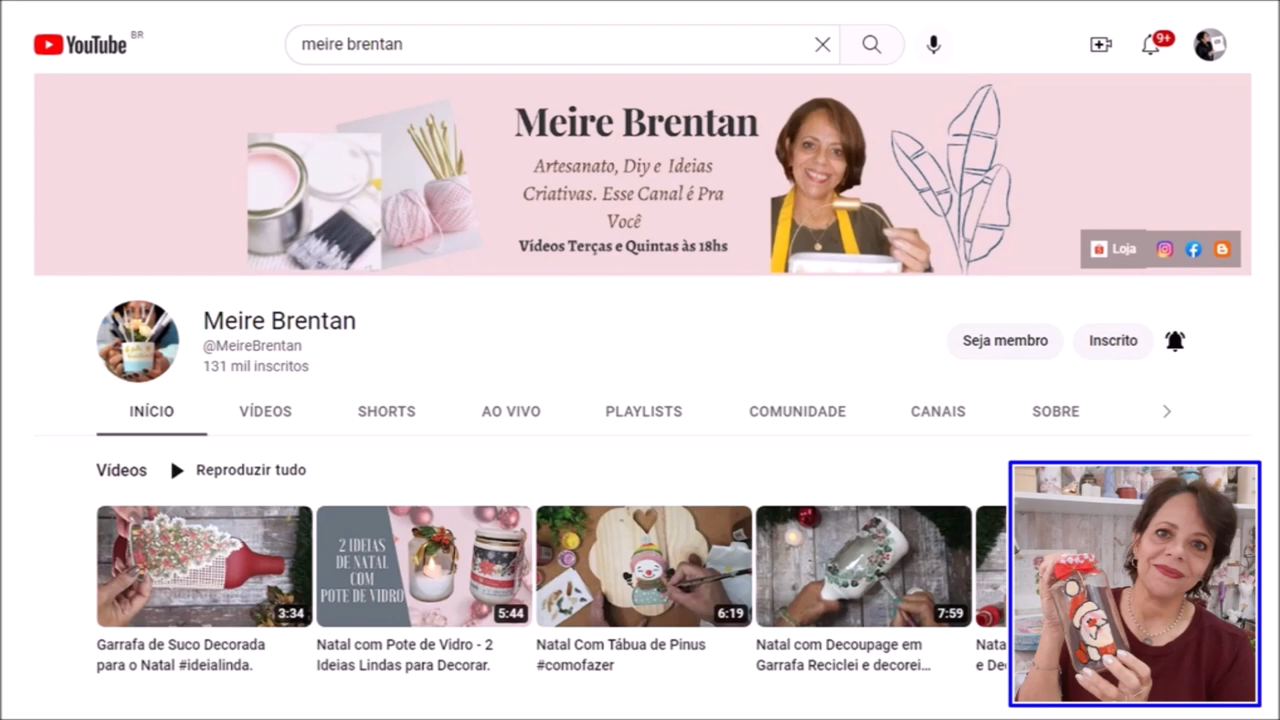 YouTube BR
meire brentan
9+
Meire Brentan
Artesanato, Diy e Ideias
Criativas. Esse Canal é Pra
Você
Vídeos Terças e Quintas às 18hs
Loja
Meire Brentan
@MeireBrentan
131 mil inscritos
Seja membro
Inscrito
INÍCIO VÍDEOS SHORTS AO VIVO PLAYLISTS COMUNIDADE CANAIS SOBRE
Vídeos Reproduzir tudo
3:34
2 IDEIAS
DE NATAL
COM
POTE DE VIDRO
5:44
6:19
7:59
Garrafa de Suco Decorada
para o Natal #ideialinda.
Natal com Pote de Vidro - 2
Ideias Lindas para Decorar.
Natal Com Tábua de Pinus
#comofazer
Natal com Decoupage em
Garrafa Reciclei e decorei...
Nata
e De